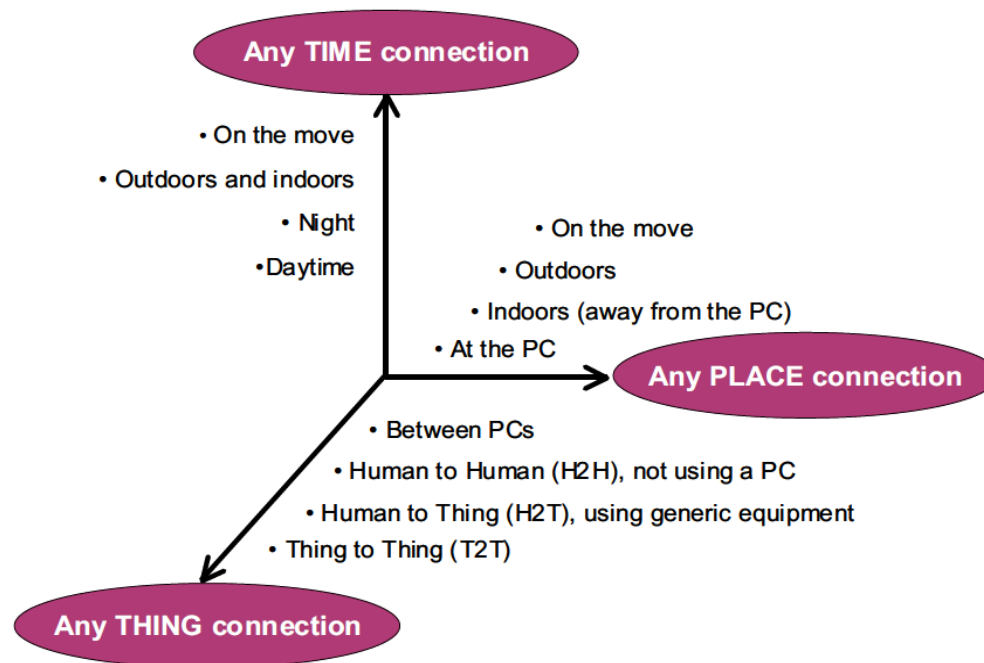 Any TIME connection
• On the move
• Outdoors and indoors
• Night
•Daytime
• On the move
• Outdoors
• Indoors (away from the PC)
• At the PC
Any PLACE connection
• Between PCs
• Human to Human (H2H), not using a PC
• Human to Thing (H2T), using generic equipment
• Thing to Thing (T2T)
Any THING connection